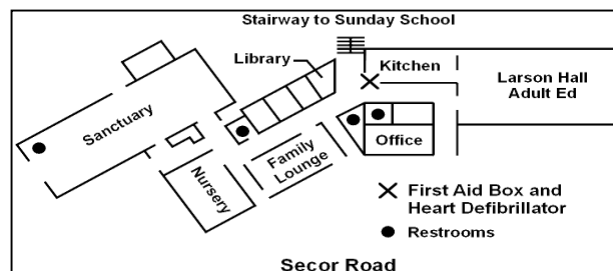 Stairway to Sunday School
Library
Kitchen
Larson Hall
Adult Ed
Sanctuary
Office
Family
Lounge
Nursery
First Aid Box and
Heart Defibrillator
Restrooms
Secor Road